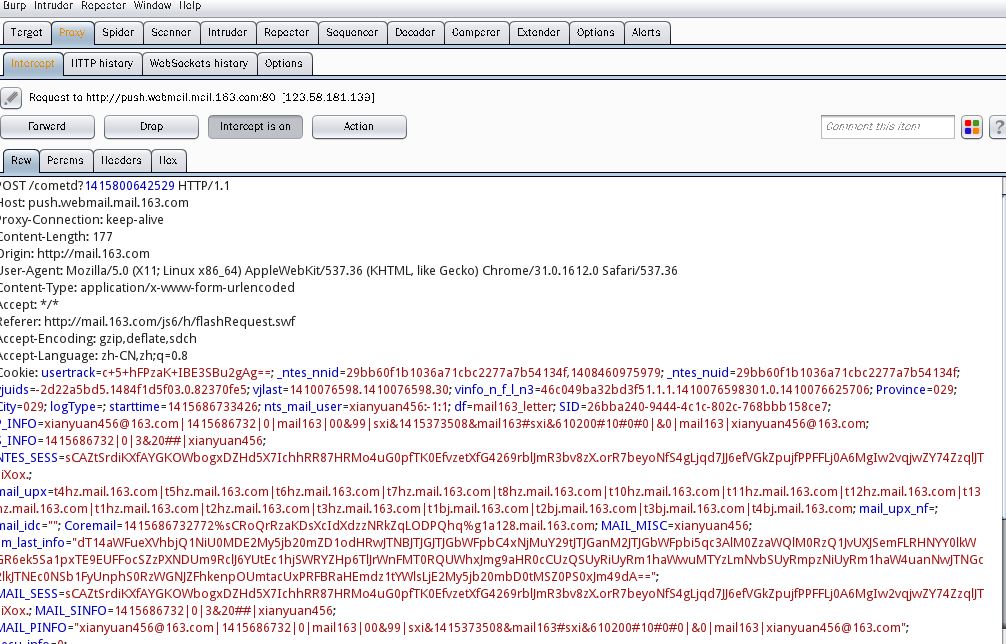 Burp Intruder Repeater Window Help
Target Proxy Spider Scanner Intruder Repeater Sequencer Decoder Comparer Extender Options Alerts
Intercept HTTP history WebSockets history Options
Request to http://push.webmail.mail.163.com:80 [123.58.181.139]
Forward Drop Intercept is on Action Comment this item ?
Raw Params Headers Hex
POST /cometd?1415800642529 HTTP/1.1
Host: push.webmail.mail.163.com
Proxy-Connection: keep-alive
Content-Length: 177
Origin: http://mail.163.com
User-Agent: Mozilla/5.0 (X11; Linux x86_64) AppleWebKit/537.36 (KHTML, like Gecko) Chrome/31.0.1612.0 Safari/537.36
Content-Type: application/x-www-form-urlencoded
Accept: */*
Referer: http://mail.163.com/js6/h/flashRequest.swf
Accept-Encoding: gzip,deflate,sdch
Accept-Language: zh-CN,zh;q=0.8
Cookie: usertrack=c+5+hFPzaK+IBE3SBu2gAg==; _ntes_nnid=29bb60f1b1036a71cbc2277a7b54134f,1408460975979; _ntes_nuid=29bb60f1b1036a71cbc2277a7b54134f;
vjuids=-2d22a5bd5.1484f1d5f03.0.82370fe5; vjlast=1410076598.1410076598.30; vinfo_n_f_l_n3=46c049ba32bd3f51.1.1.1410076598301.0.1410076625706; Province=029;
City=029; logType=; starttime=1415686733426; nts_mail_user=xianyuan456:-1:1; df=mail163_letter; SID=26bba240-9444-4c1c-802c-768bbb158ce7;
P_INFO=xianyuan456@163.com|1415686732|0|mail163|00&99|sxi&1415373508&mail163#sxi&610200#10#0#0|&0|mail163|xianyuan456@163.com;
S_INFO=1415686732|0|3&20##|xianyuan456;
NTES_SESS=sCAZtSrdiKXfAYGKOWbogxDZHd5X7IchhRR87HRMo4uG0pfTK0EfvzetXfG4269rblJmR3bv8zX.orR7beyoNfS4gLjqd7JJ6efVGkZpujfPPFFLj0A6MgIw2vqjwZY74ZzqlJT
iXox.;
mail_upx=t4hz.mail.163.com|t5hz.mail.163.com|t6hz.mail.163.com|t7hz.mail.163.com|t8hz.mail.163.com|t10hz.mail.163.com|t11hz.mail.163.com|t12hz.mail.163.com|t13
hz.mail.163.com|t1hz.mail.163.com|t2hz.mail.163.com|t3hz.mail.163.com|t1bj.mail.163.com|t2bj.mail.163.com|t3bj.mail.163.com|t4bj.mail.163.com; mail_upx_nf=;
mail_idc=""; Coremail=1415686732772%sCRoQrRzaKDsXcIdXdzzNRkZqLODPQhq%g1a128.mail.163.com; MAIL_MISC=xianyuan456;
MAIL_SESS=sCAZtSrdiKXfAYGKOWbogxDZHd5X7IchhRR87HRMo4uG0pfTK0EfvzetXfG4269rblJmR3bv8zX.orR7beyoNfS4gLjqd7JJ6efVGkZpujfPPFFLj0A6MgIw2vqjwZY74ZzqlJT
iXox.; MAIL_SINFO=1415686732|0|3&20##|xianyuan456;
MAIL_PINFO="xianyuan456@163.com|1415686732|0|mail163|00&99|sxi&1415373508&mail163#sxi&610200#10#0#0|&0|mail163|xianyuan456@163.com";